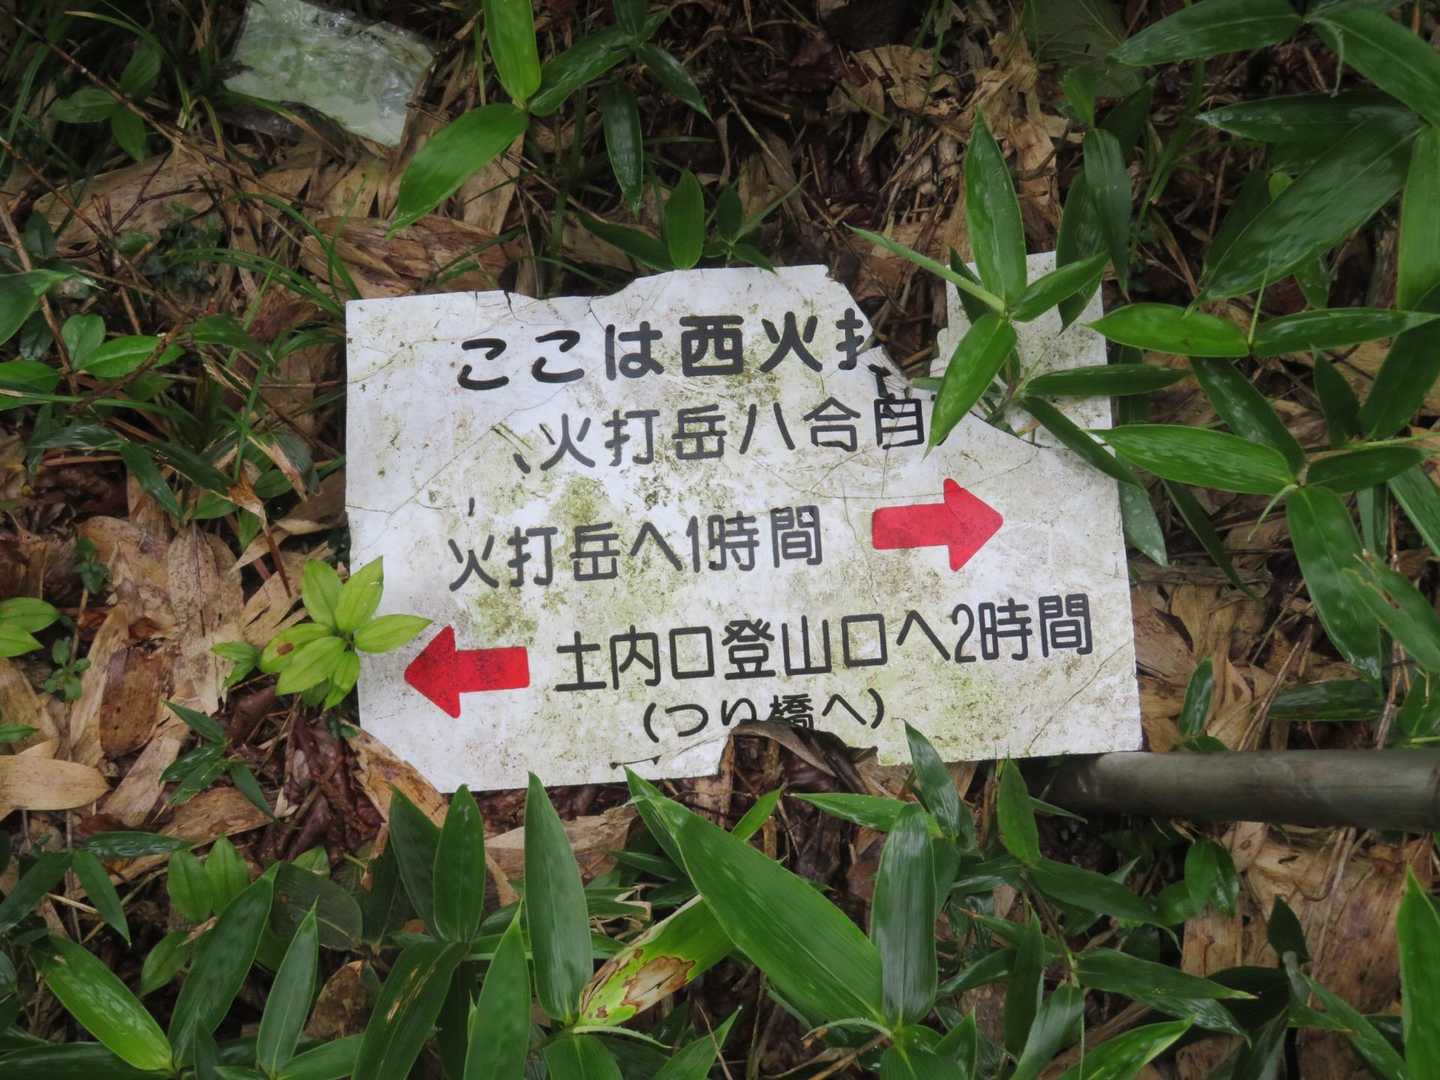 ここは西火打
火打岳八合目
火打岳へ1時間
土内口登山口へ2時間
(つり橋へ)